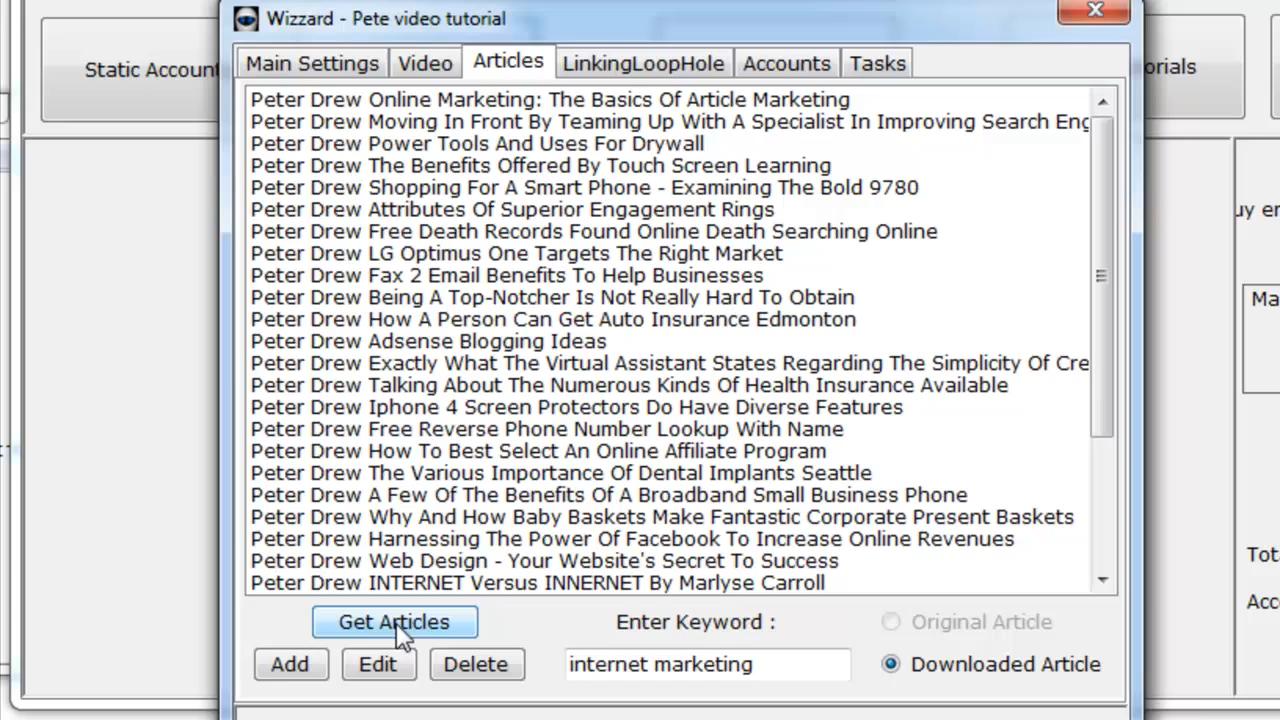 Wizzard - Pete video tutorial
Static Account
orials
Main Settings
Video
Articles
LinkingLoopHole
Accounts
Tasks
Peter Drew Online Marketing: The Basics Of Article Marketing
Peter Drew Moving In Front By Teaming Up With A Specialist In Improving Search Eng
Peter Drew Power Tools And Uses For Drywall
Peter Drew The Benefits Offered By Touch Screen Learning
Peter Drew Shopping For A Smart Phone - Examining The Bold 9780
Peter Drew Attributes Of Superior Engagement Rings
Peter Drew Free Death Records Found Online Death Searching Online
Peter Drew LG Optimus One Targets The Right Market
Peter Drew Fax 2 Email Benefits To Help Businesses
Peter Drew Being A Top-Notcher Is Not Really Hard To Obtain
Peter Drew How A Person Can Get Auto Insurance Edmonton
Peter Drew Adsense Blogging Ideas
Peter Drew Exactly What The Virtual Assistant States Regarding The Simplicity Of Cre
Peter Drew Talking About The Numerous Kinds Of Health Insurance Available
Peter Drew Iphone 4 Screen Protectors Do Have Diverse Features
Peter Drew Free Reverse Phone Number Lookup With Name
Peter Drew How To Best Select An Online Affiliate Program
Peter Drew The Various Importance Of Dental Implants Seattle
Peter Drew A Few Of The Benefits Of A Broadband Small Business Phone
Peter Drew Why And How Baby Baskets Make Fantastic Corporate Present Baskets
Peter Drew Harnessing The Power Of Facebook To Increase Online Revenues
Peter Drew Web Design - Your Website's Secret To Success
Peter Drew INTERNET Versus INNERNET By Marlyse Carroll
uy er
Ma
Tota
Acc
Get Articles
Enter Keyword :
Original Article
Add
Edit
Delete
internet marketing
Downloaded Article